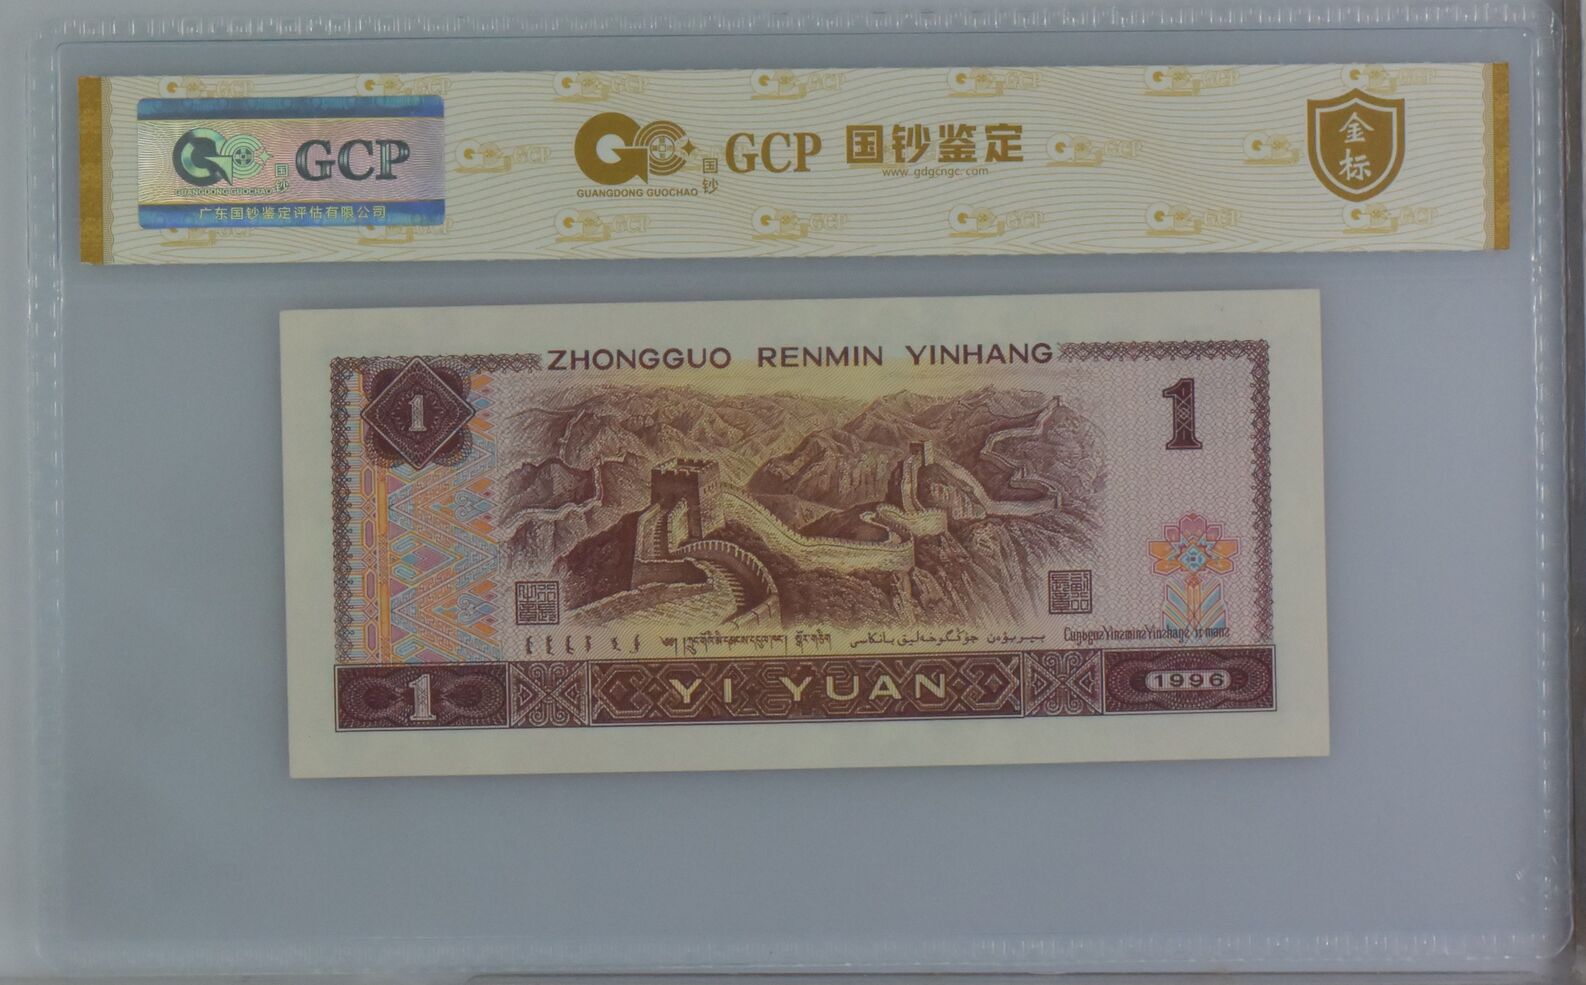 GCP
国钞
GUANGDONG GUOCHAO
广东国钞鉴定评估有限公司
国钞
GUANGDONG GUOCHAO
GCP 国钞鉴定
www.gdgcngc.com
金标
ZHONGGUO RENMIN YINHANG
1
1
1
YI YUAN
1996